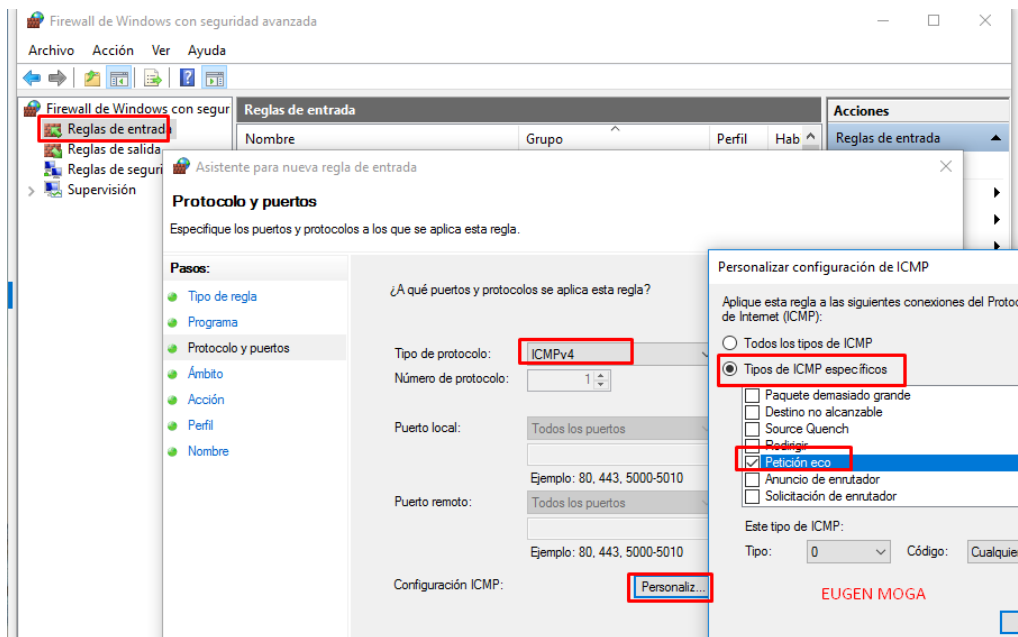 Firewall de Windows con seguridad avanzada
Archivo Acción Ver Ayuda
Firewall de Windows con segur
Reglas de entrada
Reglas de salida
Reglas de seguri
Supervisión
Reglas de entrada
Nombre Grupo Perfil Hab
Acciones
Reglas de entrada
Asistente para nueva regla de entrada
Protocolo y puertos
Especifique los puertos y protocolos a los que se aplica esta regla.
Pasos:
Tipo de regla
Programa
Protocolo y puertos
Ámbito
Acción
Perfil
Nombre
¿A qué puertos y protocolos se aplica esta regla?
Tipo de protocolo: ICMPv4
Número de protocolo: 1
Puerto local: Todos los puertos
Ejemplo: 80, 443, 5000-5010
Puerto remoto: Todos los puertos
Ejemplo: 80, 443, 5000-5010
Configuración ICMP: Personaliz...
Personalizar configuración de ICMP
Aplique esta regla a las siguientes conexiones del Protoc
de Internet (ICMP):
Todos los tipos de ICMP
Tipos de ICMP específicos
Paquete demasiado grande
Destino no alcanzable
Source Quench
Redirigir
Petición eco
Anuncio de enrutador
Solicitación de enrutador
Este tipo de ICMP:
Tipo: 0 Código: Cualquie
EUGEN MOGA